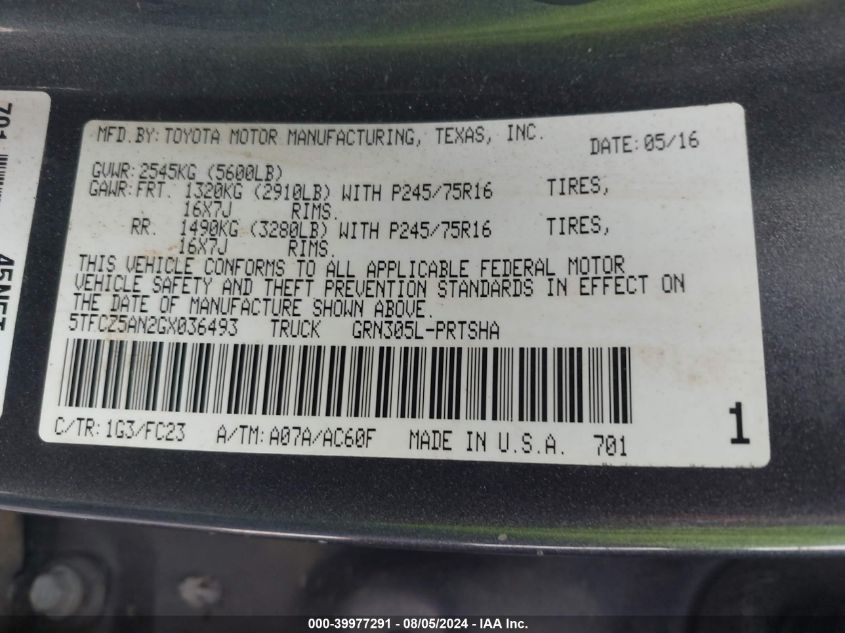 MFD.BY:TOYOTA MOTOR MANUFACTURING, TEXAS, INC. DATE:05/16
GVWR:2545KG (5600LB)
GAWR:FRT. 1320KG (2910LB) WITH P245/75R16 TIRES,
16X7J RIMS.
RR. 1490KG (3280LB) WITH P245/75R16 TIRES,
16X7J RIMS.
THIS VEHICLE CONFORMS TO ALL APPLICABLE FEDERAL MOTOR
VEHICLE SAFETY AND THEFT PREVENTION STANDARDS IN EFFECT ON
THE DATE OF MANUFACTURE SHOWN ABOVE.
5TFCZ5AN2GX036493 TRUCK GRN305L-PRTSHA
C/TR:1G3/FC23 A/TM:A07A/AC60F MADE IN U.S.A. 701
1
701
000-39977291 - 08/05/2024 - IAA Inc.